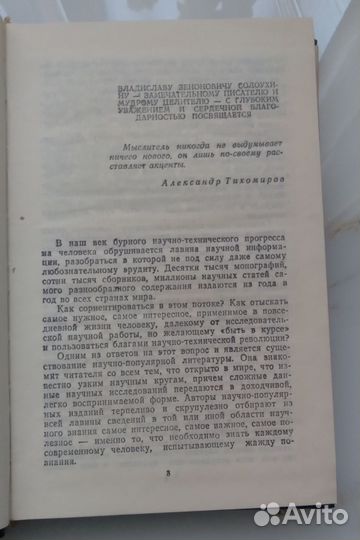 ВЛАДИСЛАВУ ЗЕНОНОВИЧУ СОЛОУХИ-
НУ — ЗАМЕЧАТЕЛЬНОМУ ПИСАТЕЛЮ И
МУДРОМУ ЦЕЛИТЕЛЮ — С ГЛУБОКИМ
УВАЖЕНИЕМ И СЕРДЕЧНОЙ БЛАГО-
ДАРНОСТЬЮ ПОСВЯЩАЕТСЯ
Мыслитель никогда не выдумывает
ничего нового, он лишь по-своему рас-
ставляет акценты.
Александр Тихомиров
В наш век бурного научно-технического прогресса
на человека обрушивается лавина научной информа-
ции, разобраться в которой не под силу даже самому
любознательному эрудиту. Десятки тысяч монографий,
сотни тысяч сборников, миллионы научных статей самого
разнообразного содержания издаются из года в
год во всех странах мира.
Как сориентироваться в этом потоке? Как отыскать
самое нужное, самое интересное, применимое в повсе-
дневной жизни человеку, далекому от исследователь-
ской научной работы, но желающему «быть в курсе»
и пользоваться благами научно-технической революции?
Одним из ответов на этот вопрос и является суще-
ствование научно-популярной литературы. Она знако-
мит читателя со всем тем, что открыто в мире, что из-
вестно узким научным кругам, причем сложные дан-
ные научных исследований передаются в доходчивой,
легко воспринимаемой форме. Авторы научно-популяр-
ных изданий терпеливо и скрупулезно отбирают из
всей лавины сведений в той или иной области науч-
ного знания самое интересное, самое важное, самое по-
лезное — именно то, что необходимо знать каждому
современному человеку, испытывающему жажду по-
знания.
3
Avito